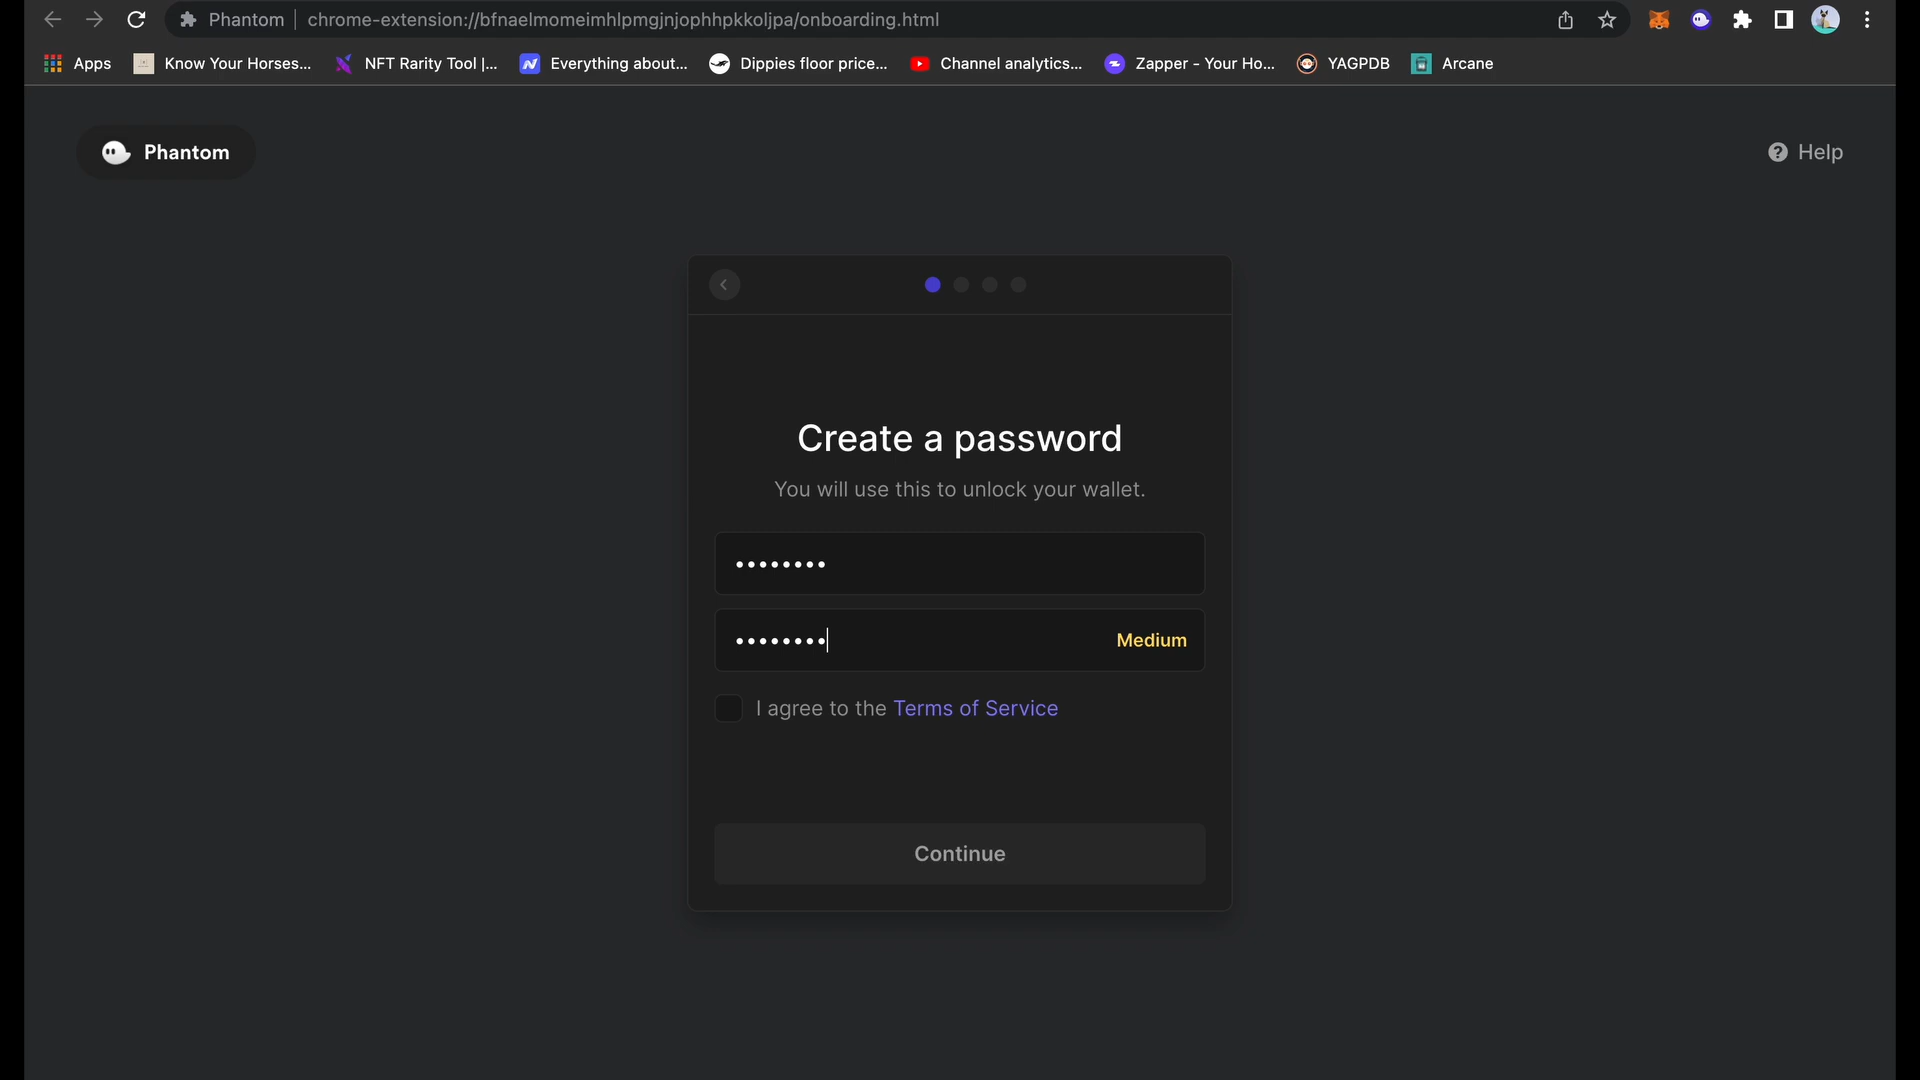 Phantom chrome-extension://bfnaelmomeimhlpmgjnjophhpkkoljpa/onboarding.html
Apps Know Your Horses... NFT Rarity Tool |... Everything about... Dippies floor price... Channel analytics... Zapper - Your Ho... YAGPDB Arcane
Phantom
Help
Create a password
You will use this to unlock your wallet.
••••••••
•••••••• Medium
I agree to the Terms of Service
Continue